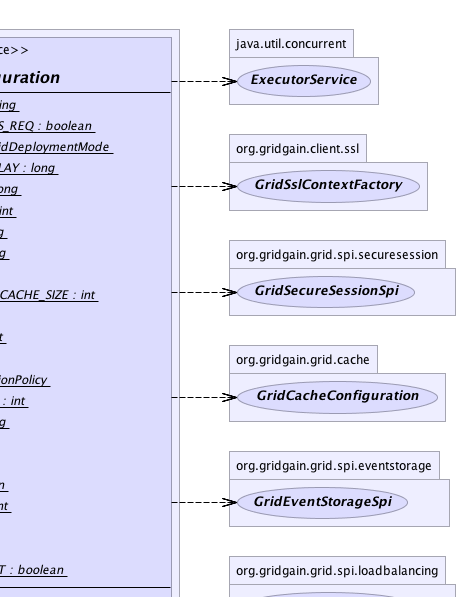 ce>>
uration
ing
S_REQ : boolean
idDeploymentMode
LAY : long
ong
int
g
g
CACHE_SIZE : int
t
ionPolicy
: int
g
n
nt
T : boolean
java.util.concurrent
ExecutorService
org.gridgain.client.ssl
GridSslContextFactory
org.gridgain.grid.spi.securesession
GridSecureSessionSpi
org.gridgain.grid.cache
GridCacheConfiguration
org.gridgain.grid.spi.eventstorage
GridEventStorageSpi
org.gridgain.grid.spi.loadbalancing